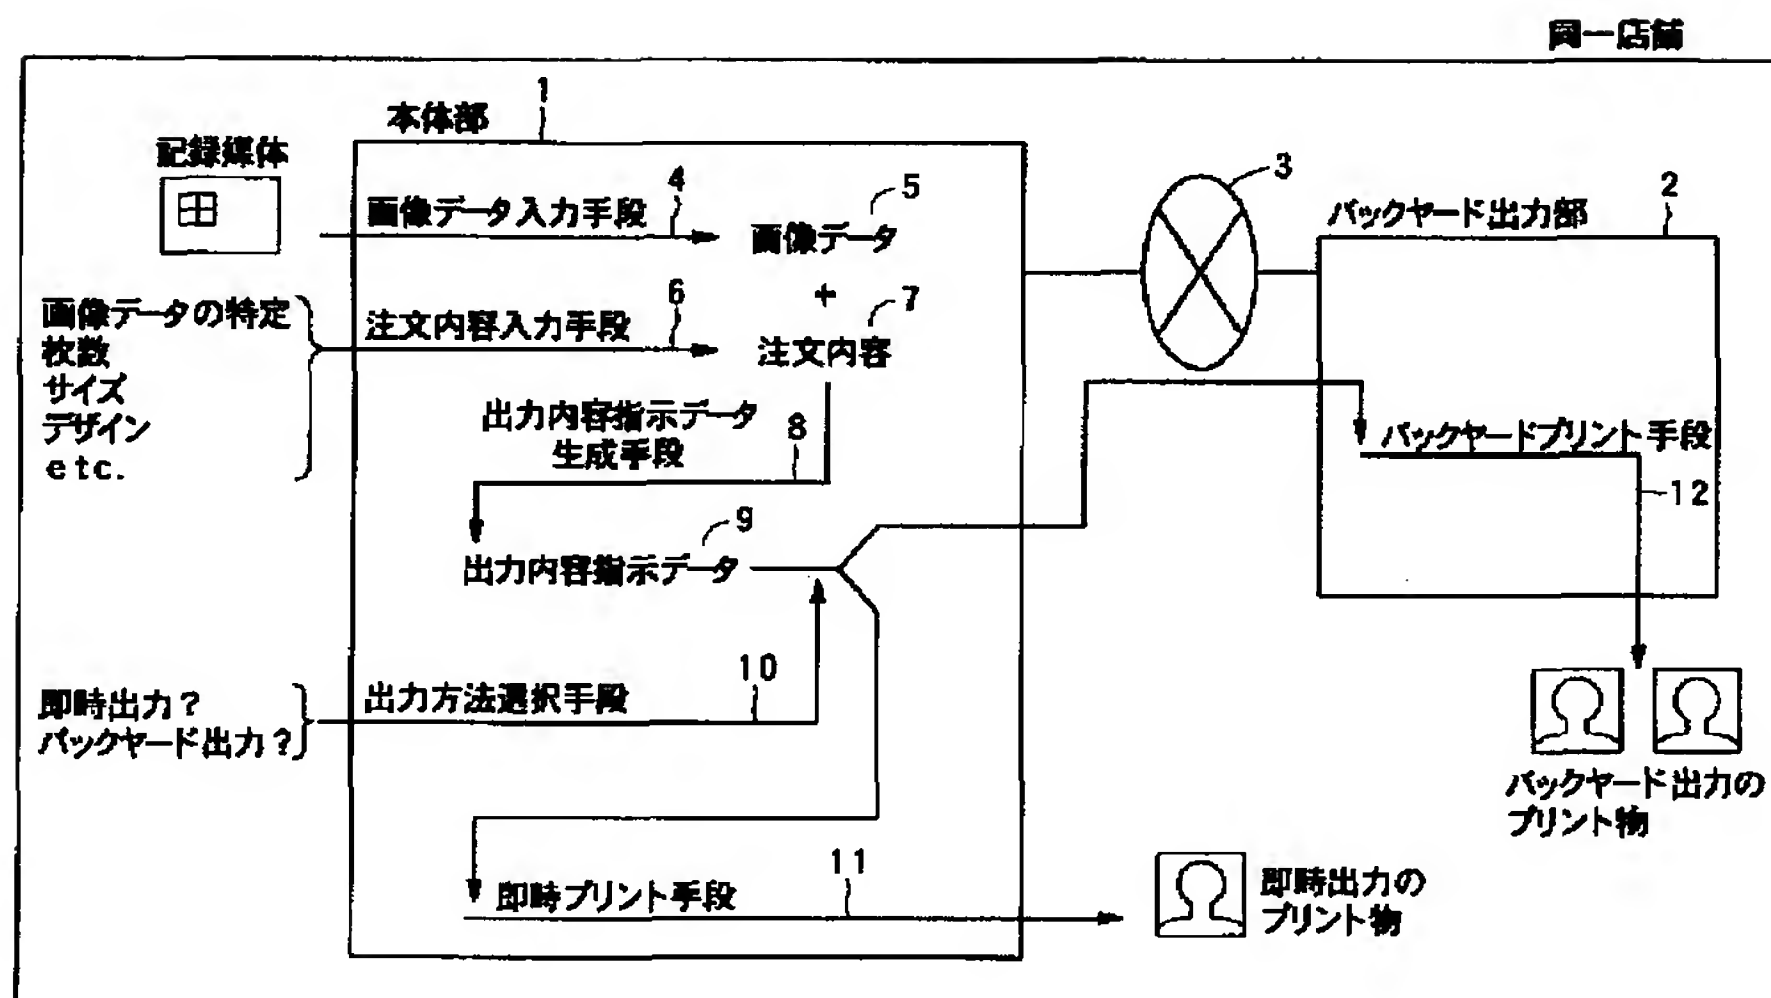 同一店舗
本体部
1
記録媒体
画像データ入力手段
4
5
画像データ
+
3
2
バックヤード出力部
画像データの特定
枚数
サイズ
デザイン
etc.
注文内容入力手段
6
7
注文内容
出力内容指示データ
生成手段
8
バックヤードプリント手段
12
9
出力内容指示データ
即時出力?
バックヤード出力?
出力方法選択手段
10
バックヤード出力の
プリント物
即時プリント手段
11
即時出力の
プリント物